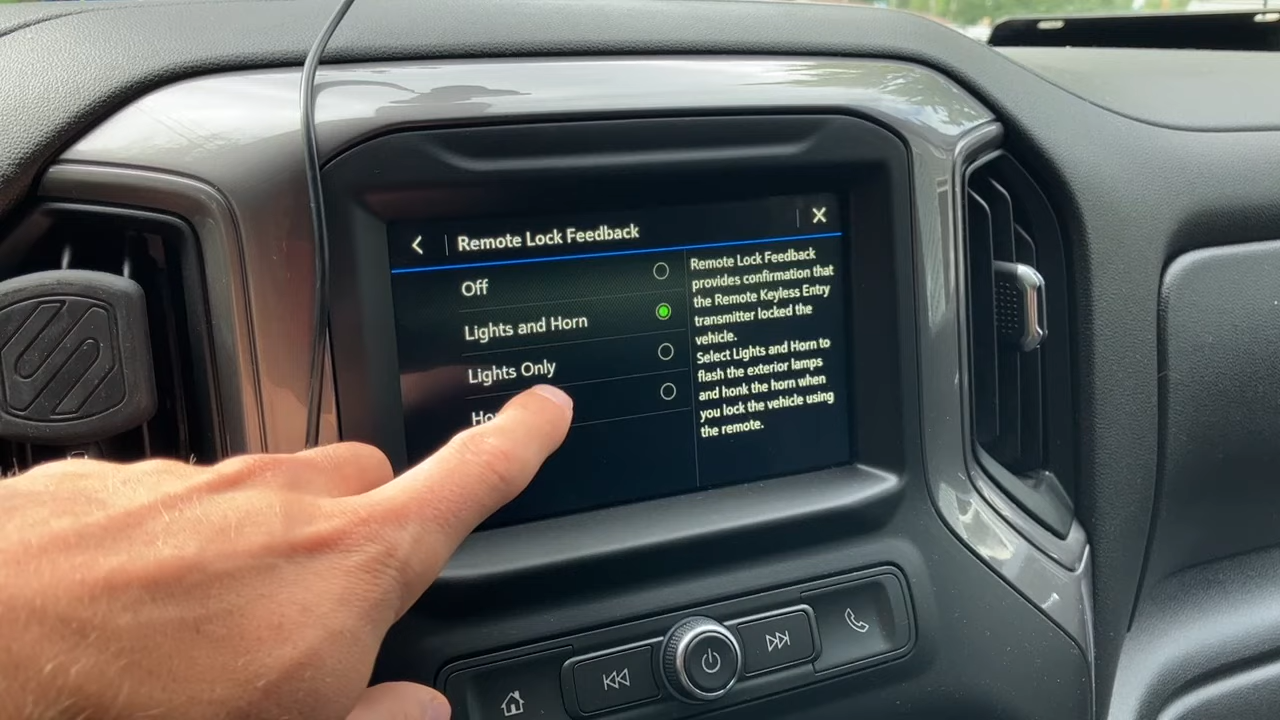 Remote Lock Feedback
Off
Lights and Horn
Lights Only
Remote Lock Feedback
provides confirmation that
the Remote Keyless Entry
transmitter locked the
vehicle.
Select Lights and Horn to
flash the exterior lamps
and honk the horn when
you lock the vehicle using
the remote.